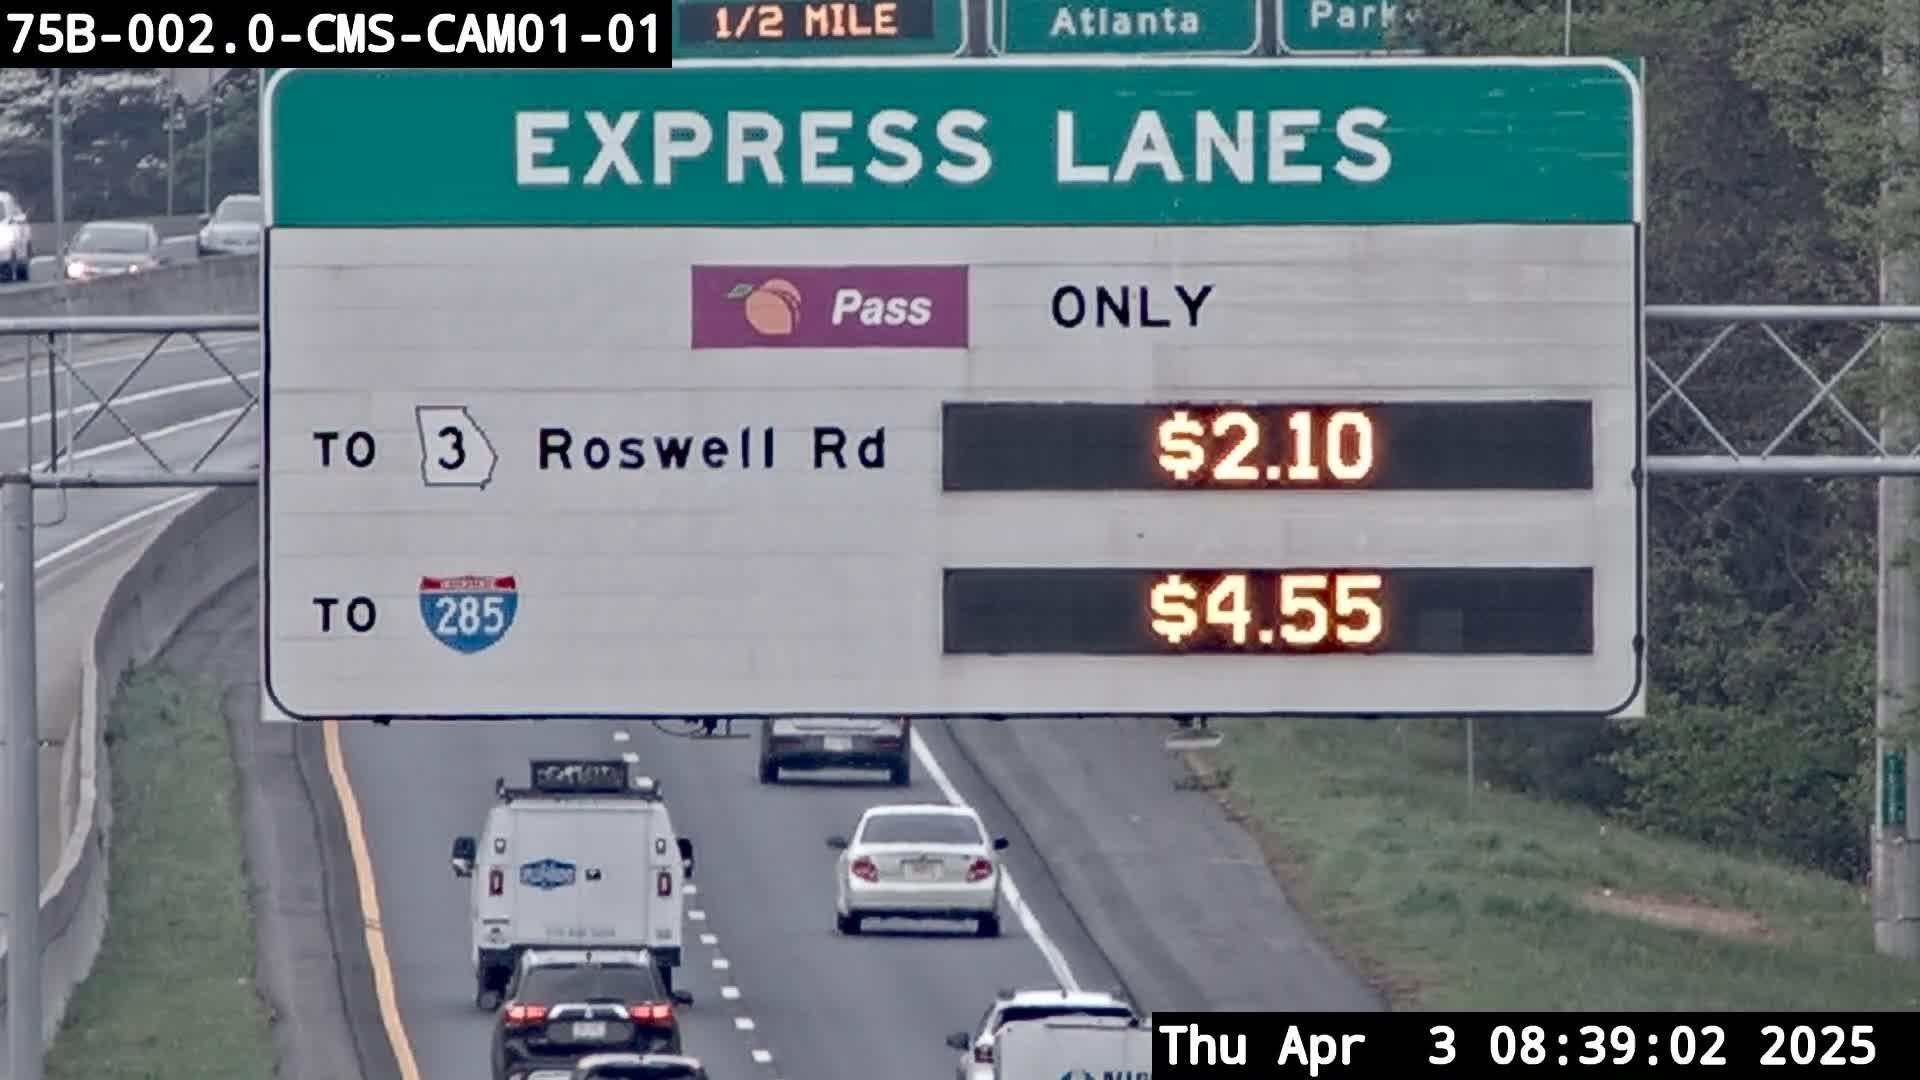 75B-002.0-CMS-CAM01-01
1/2 MILE
Atlanta
Park
EXPRESS LANES
Pass ONLY
TO 3 Roswell Rd $2.10
TO 285 $4.55
Thu Apr 3 08:39:02 2025